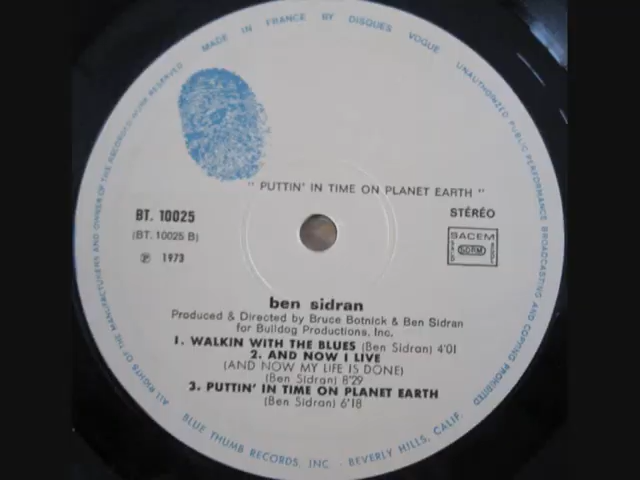 MADE IN FRANCE BY DISQUES VOGUE
UNAUTHORIZED PUBLIC PERFORMANCE BROADCASTING AND COPYING PROHIBITED
ALL RIGHTS OF THE MANUFACTURERS AND OWNER OF THE RECORDED WORK RESERVED
" PUTTIN' IN TIME ON PLANET EARTH "
BT. 10025
STÉRÉO
(BT. 10025 B)
SACEM
SACD
SDRM
SGDL
℗ 1973
ben sidran
Produced & Directed by Bruce Botnick & Ben Sidran
for Bulldog Productions, Inc.
1. WALKIN WITH THE BLUES (Ben Sidran) 4'01
2. AND NOW I LIVE
(AND NOW MY LIFE IS DONE)
(Ben Sidran) 8'29
3. PUTTIN' IN TIME ON PLANET EARTH
(Ben Sidran) 6'18
BLUE THUMB RECORDS, INC. - BEVERLY HILLS, CALIF.